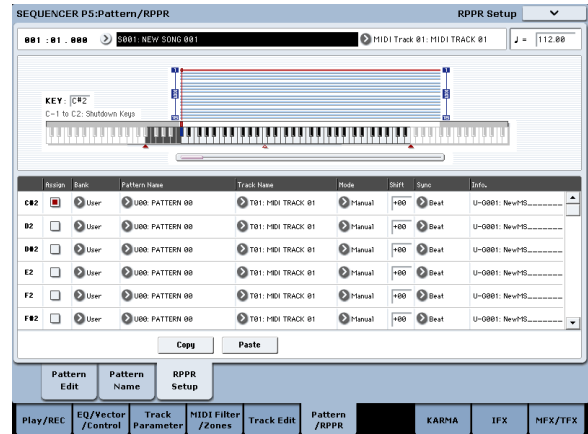 SEQUENCER P5:Pattern/RPPR RPPR Setup
001 :01 .000 S001: NEW SONG 001 MIDI Track 01: MIDI TRACK 01 ♩ = 112.00
KEY: C#2
C-1 to C2: Shutdown Keys
Assign Bank Pattern Name Track Name Mode Shift Sync Info.
C#2 User U00: PATTERN 00 T01: MIDI TRACK 01 Manual +00 Beat U-G001: NewMS_______
D2 User U00: PATTERN 00 T01: MIDI TRACK 01 Manual +00 Beat U-G001: NewMS_______
D#2 User U00: PATTERN 00 T01: MIDI TRACK 01 Manual +00 Beat U-G001: NewMS_______
E2 User U00: PATTERN 00 T01: MIDI TRACK 01 Manual +00 Beat U-G001: NewMS_______
F2 User U00: PATTERN 00 T01: MIDI TRACK 01 Manual +00 Beat U-G001: NewMS_______
F#2 User U00: PATTERN 00 T01: MIDI TRACK 01 Manual +00 Beat U-G001: NewMS_______
Copy Paste
Pattern Edit
Pattern Name
RPPR Setup
Play/REC
EQ/Vector /Control
Track Parameter
MIDI Filter /Zones
Track Edit
Pattern /RPPR
KARMA
IFX
MFX/TFX